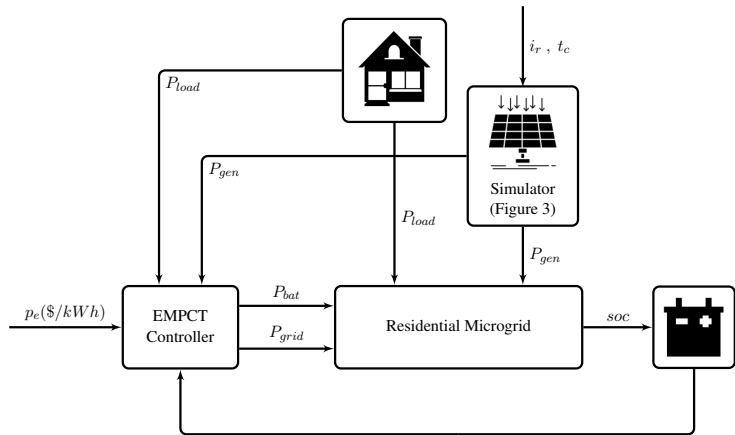 i_r , t_c
P_load
P_gen
Simulator
(Figure 3)
P_load
P_gen
p_e($/kWh)
EMPCT
Controller
P_bat
P_grid
Residential Microgrid
soc